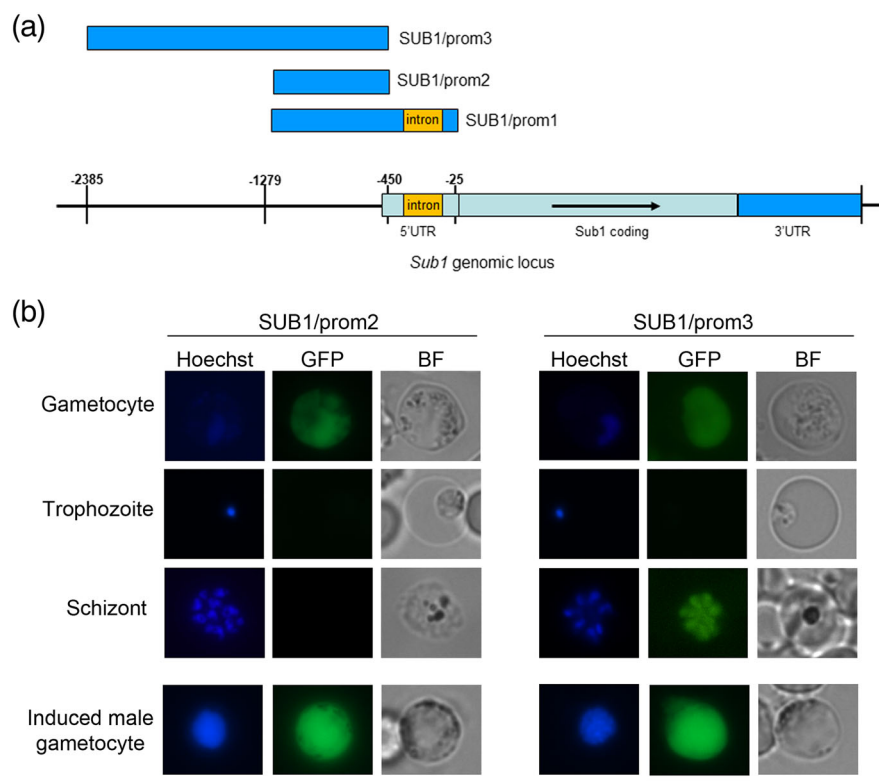 (a)
SUB1/prom3
SUB1/prom2
intron
SUB1/prom1
-2385
-1279
-450
-25
intron
5'UTR
Sub1 coding
3'UTR
Sub1 genomic locus
(b)
SUB1/prom2
SUB1/prom3
Hoechst GFP BF
Hoechst GFP BF
Gametocyte
Trophozoite
Schizont
Induced male
gametocyte